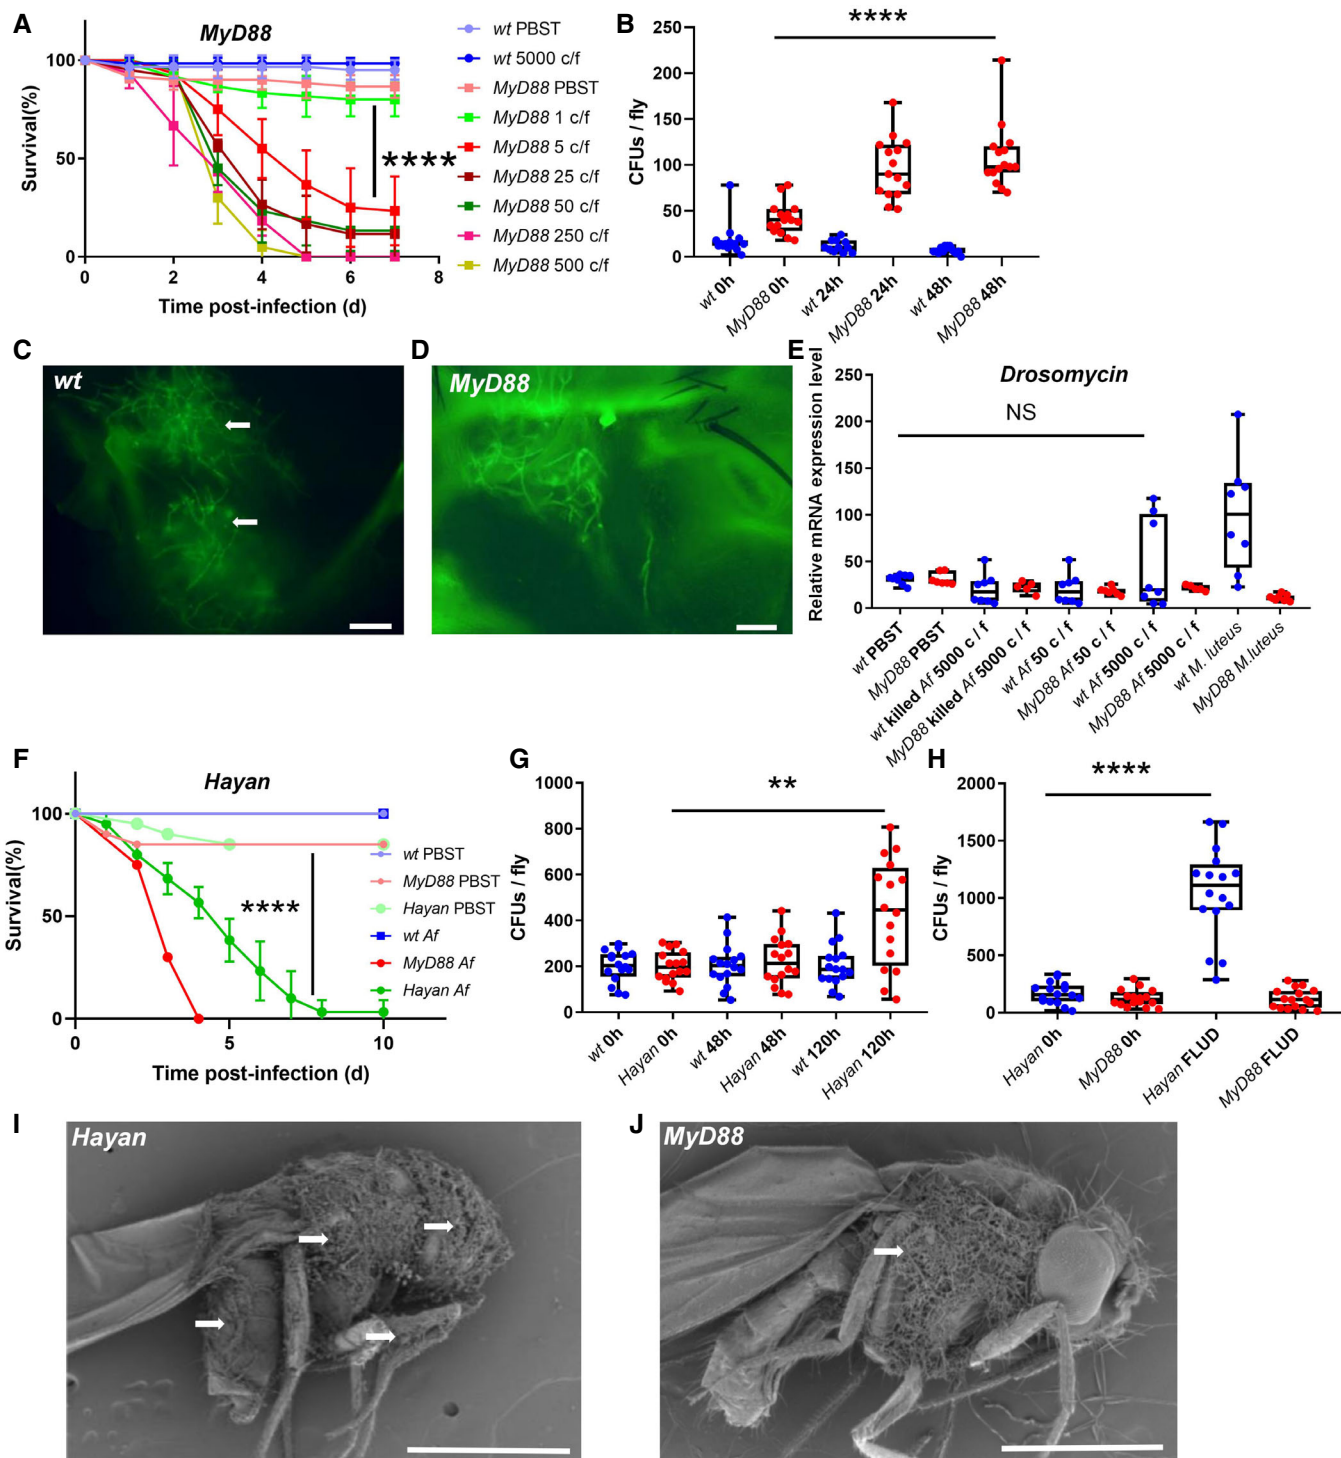 A
MyD88
Survival(%)
100
50
0
0 2 4 6 8
Time post-infection (d)
wt PBST
wt 5000 c/f
MyD88 PBST
MyD88 1 c/f
MyD88 5 c/f
MyD88 25 c/f
MyD88 50 c/f
MyD88 250 c/f
MyD88 500 c/f
****
B
****
CFUs / fly
250
200
150
100
50
0
wt 0h
MyD88 0h
wt 24h
MyD88 24h
wt 48h
MyD88 48h
C
wt
D
MyD88
E
Drosomycin
NS
Relative mRNA expression level
250
200
150
100
50
0
wt PBST
MyD88 PBST
wt killed Af 5000 c / f
MyD88 killed Af 5000 c / f
wt Af 50 c / f
MyD88 Af 50 c / f
wt Af 5000 c / f
MyD88 Af 5000 c / f
wt M. luteus
MyD88 M.luteus
F
Hayan
Survival(%)
100
50
0
0 5 10
Time post-infection (d)
****
wt PBST
MyD88 PBST
Hayan PBST
wt Af
MyD88 Af
Hayan Af
G
**
CFUs / fly
1000
800
600
400
200
0
wt 0h
Hayan 0h
wt 48h
Hayan 48h
wt 120h
Hayan 120h
H
****
CFUs / fly
2000
1500
1000
500
0
Hayan 0h
MyD88 0h
Hayan FLUD
MyD88 FLUD
I
Hayan
J
MyD88